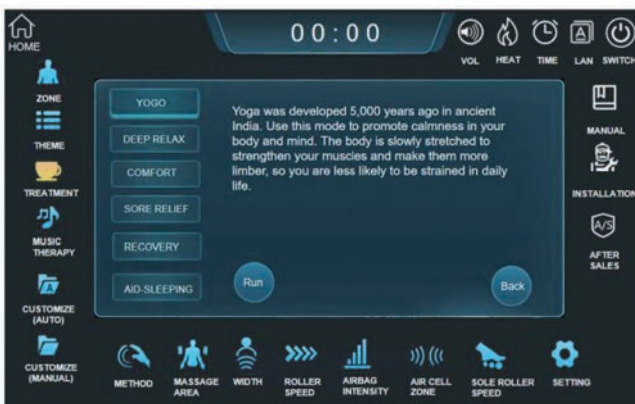 00:00
HOME
VOL
HEAT
TIME
LAN
SWITCH
ZONE
THEME
TREATMENT
MUSIC
THERAPY
CUSTOMIZE
(AUTO)
CUSTOMIZE
(MANUAL)
YOGO
DEEP RELAX
COMFORT
SORE RELIEF
RECOVERY
AID-SLEEPING
Yoga was developed 5,000 years ago in ancient
India. Use this mode to promote calmness in your
body and mind. The body is slowly stretched to
strengthen your muscies and make them more
limber, so you are less likely to be strained in daily
life.
Run
Back
MANUAL
INSTALLATION
A/S
AFTER
SALES
METHOD
MASSAGE
AREA
WIDTH
ROLLER
SPEED
AIRBAG
INTENSITY
AIR CELL
ZONE
SOLE ROLLER
SPEED
SETTING
A
A